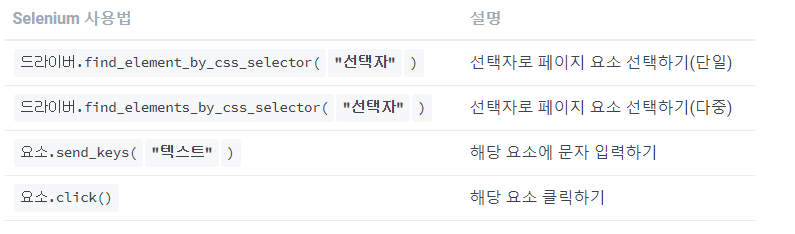 Selenium 사용법 설명
드라이버.find_element_by_css_selector( "선택자" ) 선택자로 페이지 요소 선택하기(단일)
드라이버.find_elements_by_css_selector( "선택자" ) 선택자로 페이지 요소 선택하기(다중)
요소.send_keys( "텍스트" ) 해당 요소에 문자 입력하기
요소.click() 해당 요소 클릭하기